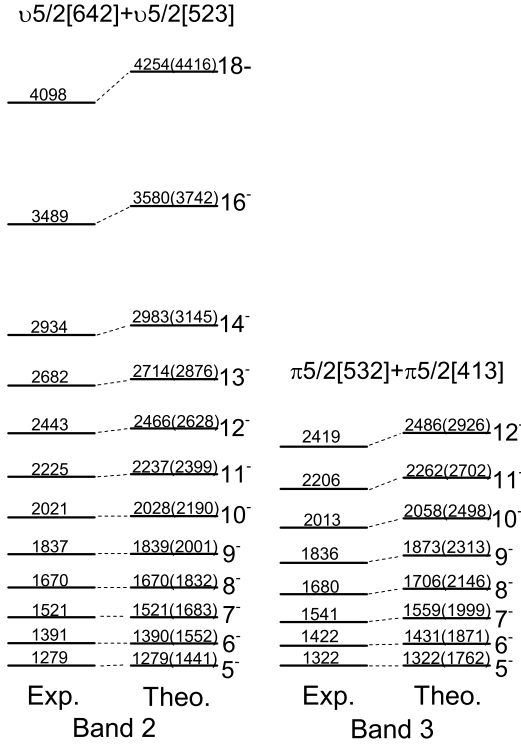 υ5/2[642]+υ5/2[523]
4254(4416) 18-
4098
3580(3742) 16-
3489
2983(3145) 14-
2934
2714(2876) 13-
2682
2466(2628) 12-
2443
2237(2399) 11-
2225
2028(2190) 10-
2021
1839(2001) 9-
1837
1670 1670(1832) 8-
1521 1521(1683) 7-
1391 1390(1552) 6-
1279 1279(1441) 5-
Exp. Theo.
Band 2
π5/2[532]+π5/2[413]
2486(2926) 12-
2419
2262(2702) 11-
2206
2058(2498) 10-
2013
1873(2313) 9-
1836
1706(2146) 8-
1680
1559(1999) 7-
1541
1422 1431(1871) 6-
1322 1322(1762) 5-
Exp. Theo.
Band 3